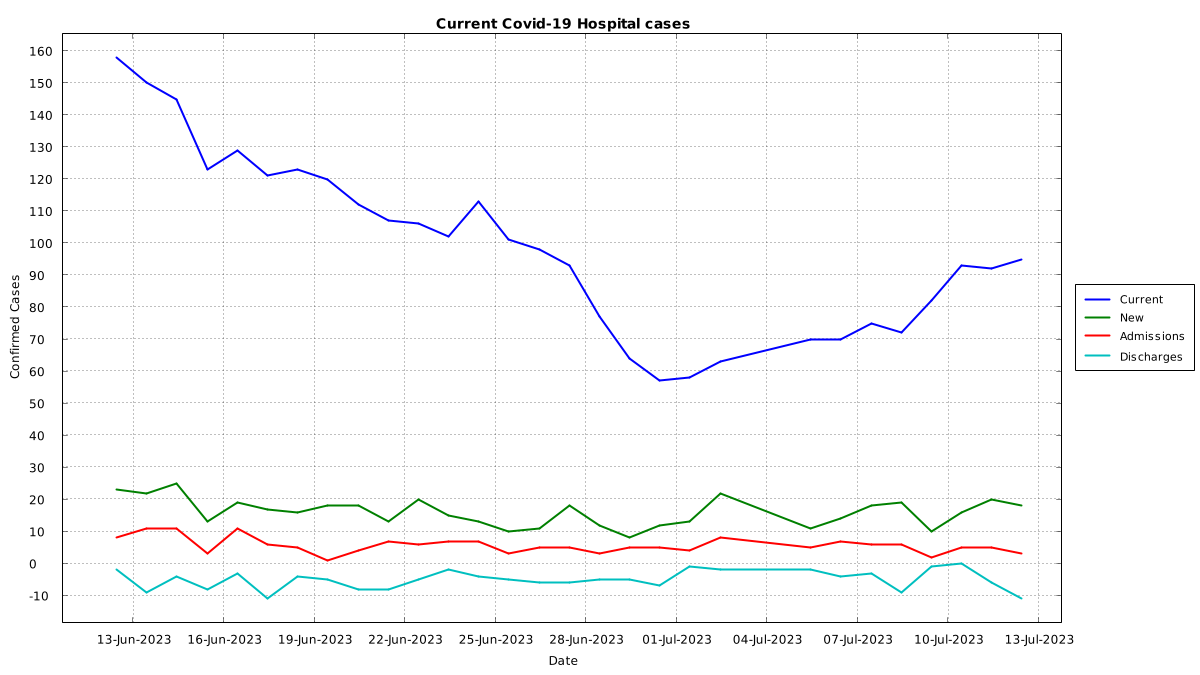 Current Covid-19 Hospital cases
160
150
140
130
120
110
100
90
80
70
60
50
40
30
20
10
0
-10
Confirmed Cases
13-Jun-2023 16-Jun-2023 19-Jun-2023 22-Jun-2023 25-Jun-2023 28-Jun-2023 01-Jul-2023 04-Jul-2023 07-Jul-2023 10-Jul-2023 13-Jul-2023
Date
Current
New
Admissions
Discharges